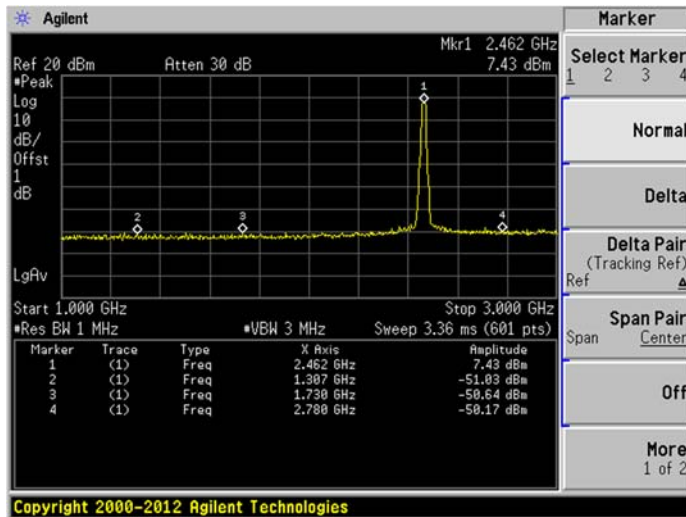 Agilent
Marker
Mkr1 2.462 GHz
Ref 20 dBm Atten 30 dB 7.43 dBm
#Peak
Log
10
dB/
Offst
1
dB
LgAv
1
2
3
4
Start 1.000 GHz Stop 3.000 GHz
#Res BW 1 MHz #VBW 3 MHz Sweep 3.36 ms (601 pts)
Marker Trace Type X Axis Amplitude
1 (1) Freq 2.462 GHz 7.43 dBm
2 (1) Freq 1.307 GHz -51.03 dBm
3 (1) Freq 1.730 GHz -50.64 dBm
4 (1) Freq 2.780 GHz -50.17 dBm
Select Marker
1 2 3 4
Normal
Delta
Delta Pair
(Tracking Ref)
Ref Δ
Span Pair
Span Center
Off
More
1 of 2
Copyright 2000-2012 Agilent Technologies